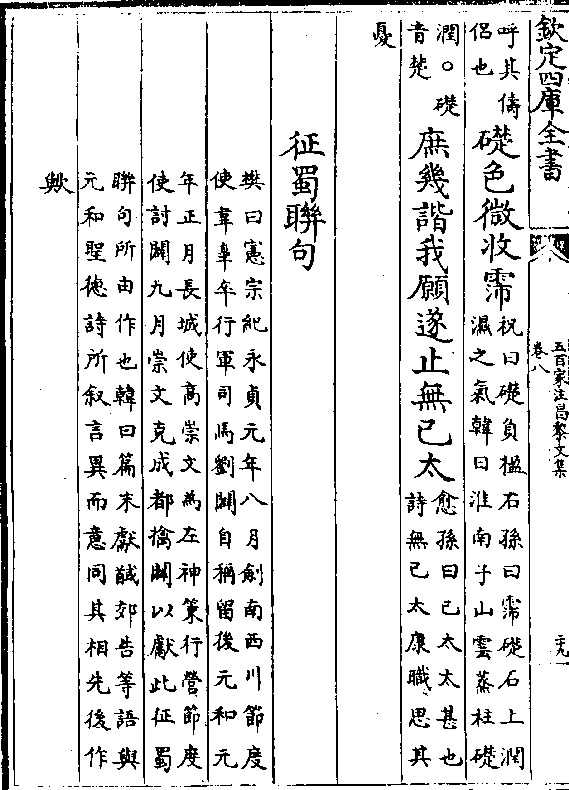 欽定四庫全書
五百家注昌黎文集
卷八
呼其儔
侶也
礎色微收霈
祝曰礎負楹石孫曰霈礎石上潤
濕之氣韓曰淮南子山雲蒸柱礎
潤○礎
音楚
庶幾諧我願遂止無已太
愈孫曰已太太甚也
詩無已太康職思其
憂
征蜀聯句
樊曰憲宗紀永貞元年八月劍南西川節度
使韋臯卒行軍司馬劉闢自稱留後元和元
年正月長城使高崇文為左神策行營節度
使討闢九月崇文克成都擒闢以獻此征蜀
聯句所由作也韓曰篇末獻馘郊告等語與
元和聖德詩所叙言異而意同其相先後作
歟